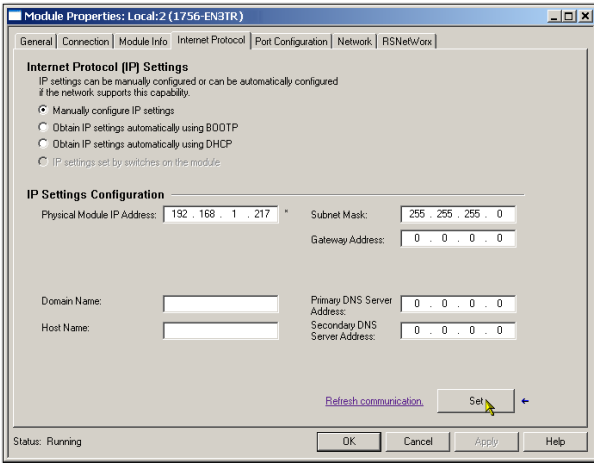 Module Properties: Local:2 (1756-EN3TR)
General Connection Module Info Internet Protocol Port Configuration Network RSNetWorx
Internet Protocol (IP) Settings
IP settings can be manually configured or can be automatically configured
if the network supports this capability.
Manually configure IP settings
Obtain IP settings automatically using BOOTP
Obtain IP settings automatically using DHCP
IP settings set by switches on the module
IP Settings Configuration
Physical Module IP Address: 192 . 168 . 1 . 217 " Subnet Mask: 255 . 255 . 255 . 0
Gateway Address: 0 . 0 . 0 . 0
Domain Name: Primary DNS Server
Address: 0 . 0 . 0 . 0
Host Name: Secondary DNS
Server Address: 0 . 0 . 0 . 0
Refresh communication. Set
Status: Running OK Cancel Apply Help